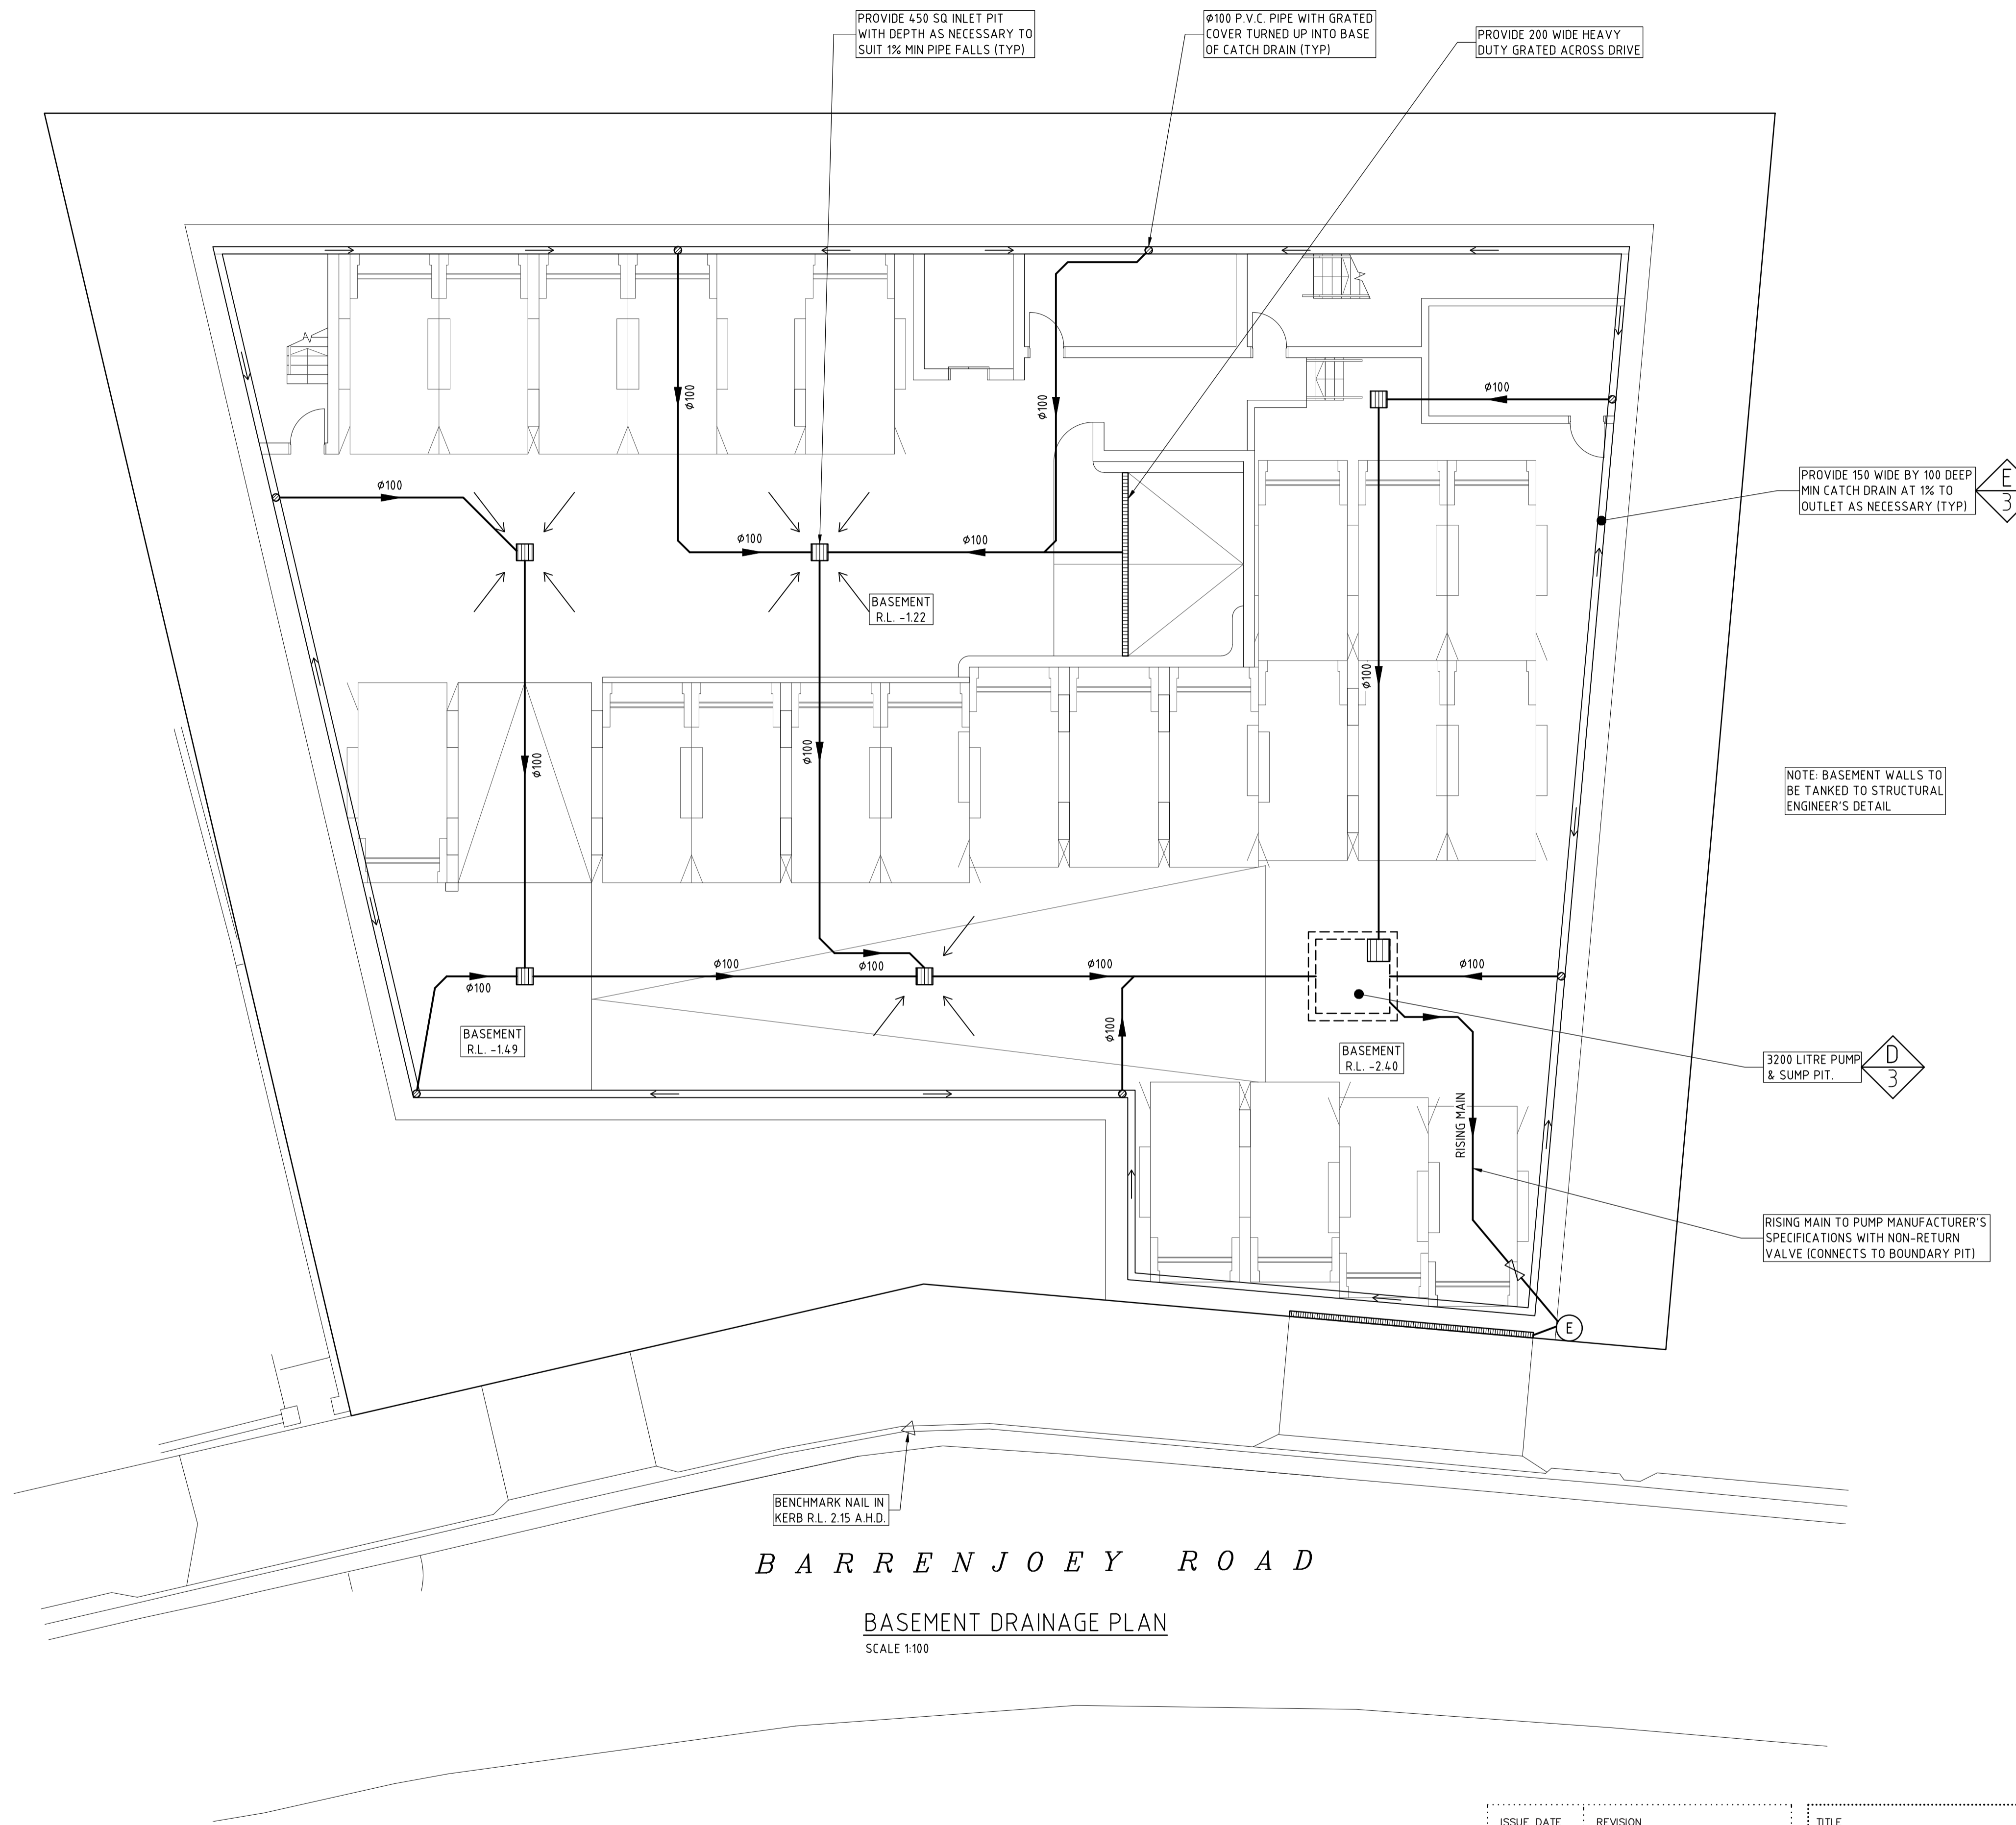 PROVIDE 450 SQ INLET PIT
WITH DEPTH AS NECESSARY TO
SUIT 1% MIN PIPE FALLS (TYP)
Ø100 P.V.C. PIPE WITH GRATED
COVER TURNED UP INTO BASE
OF CATCH DRAIN (TYP)
PROVIDE 200 WIDE HEAVY
DUTY GRATED ACROSS DRIVE
Ø100
Ø100
Ø100
Ø100
PROVIDE 150 WIDE BY 100 DEEP
MIN CATCH DRAIN AT 1% TO
OUTLET AS NECESSARY (TYP)
E
3
Ø100
Ø100
BASEMENT
R.L. -1.22
Ø100
Ø100
Ø100
NOTE: BASEMENT WALLS TO
BE TANKED TO STRUCTURAL
ENGINEER'S DETAIL
Ø100
Ø100
Ø100
Ø100
Ø100
Ø100
BASEMENT
R.L. -1.49
BASEMENT
R.L. -2.40
3200 LITRE PUMP
& SUMP PIT.
D
3
RISING MAIN
RISING MAIN TO PUMP MANUFACTURER'S
SPECIFICATIONS WITH NON-RETURN
VALVE (CONNECTS TO BOUNDARY PIT)
E
BENCHMARK NAIL IN
KERB R.L. 2.15 A.H.D.
BARRENJOEY ROAD
BASEMENT DRAINAGE PLAN
SCALE 1:100
ISSUE DATE
REVISION
TITLE